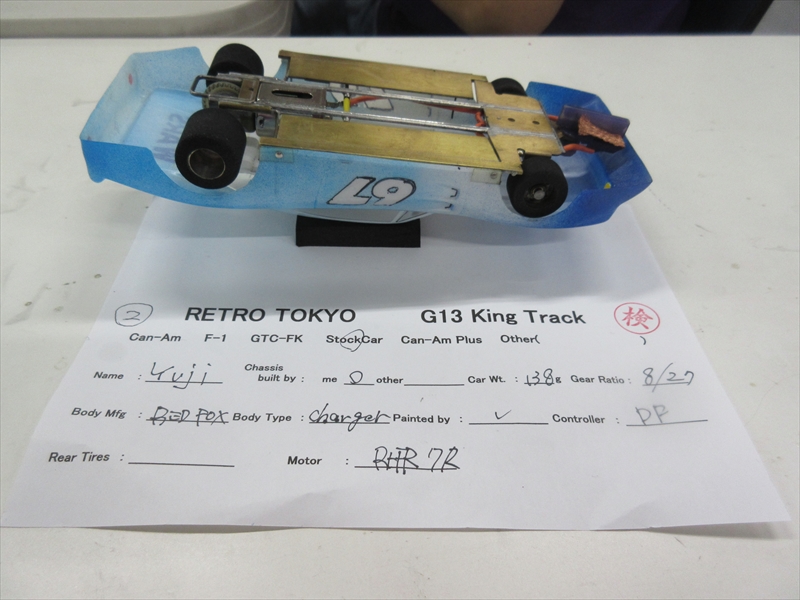 67
② RETRO TOKYO G13 King Track 検
Can-Am F-1 GTC-FK StockCar Can-Am Plus Other( )
Name : Yuji Chassis built by : me O other Car Wt. : 138g Gear Ratio : 8/27
Body Mfg : RED FOX Body Type : Charger Painted by : ✓ Controller : PF
Rear Tires : Motor : RHR 7R